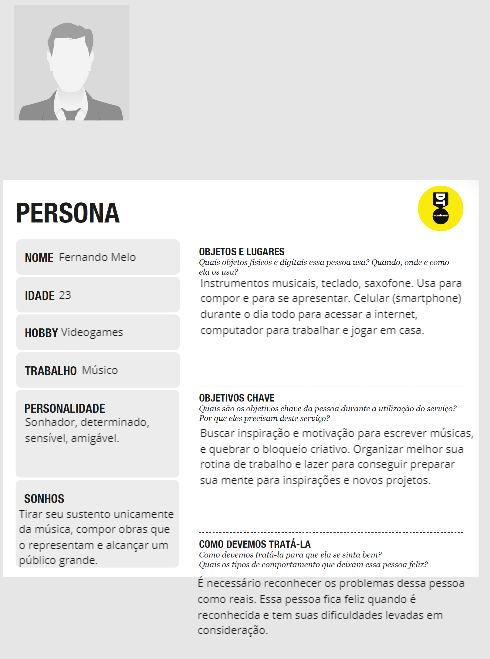 PERSONA
NOME Fernando Melo
IDADE 23
HOBBY Videogames
TRABALHO Músico
PERSONALIDADE
Sonhador, determinado,
sensível, amigável.
SONHOS
Tirar seu sustento unicamente
da música, compor obras que
o representam e alcançar um
público grande.
DT
OBJETOS E LUGARES
Quais objetos físicos e digitais essa pessoa usa? Quando, onde e como
ela os usa?
Instrumentos musicais, teclado, saxofone. Usa para
compor e para se apresentar. Celular (smartphone)
durante o dia todo para acessar a internet,
computador para trabalhar e jogar em casa.
OBJETIVOS CHAVE
Quais são os objetivos chave da pessoa durante a utilização do serviço?
Por que eles precisam deste serviço?
Buscar inspiração e motivação para escrever músicas,
e quebrar o bloqueio criativo. Organizar melhor sua
rotina de trabalho e lazer para conseguir preparar
sua mente para inspirações e novos projetos.
COMO DEVEMOS TRATÁ-LA
Como devemos tratá-la para que ela se sinta bem?
Quais os tipos de comportamento que deixam essa pessoa feliz?
É necessário reconhecer os problemas dessa pessoa
como reais. Essa pessoa fica feliz quando é
reconhecida e tem suas dificuldades levadas em
consideração.